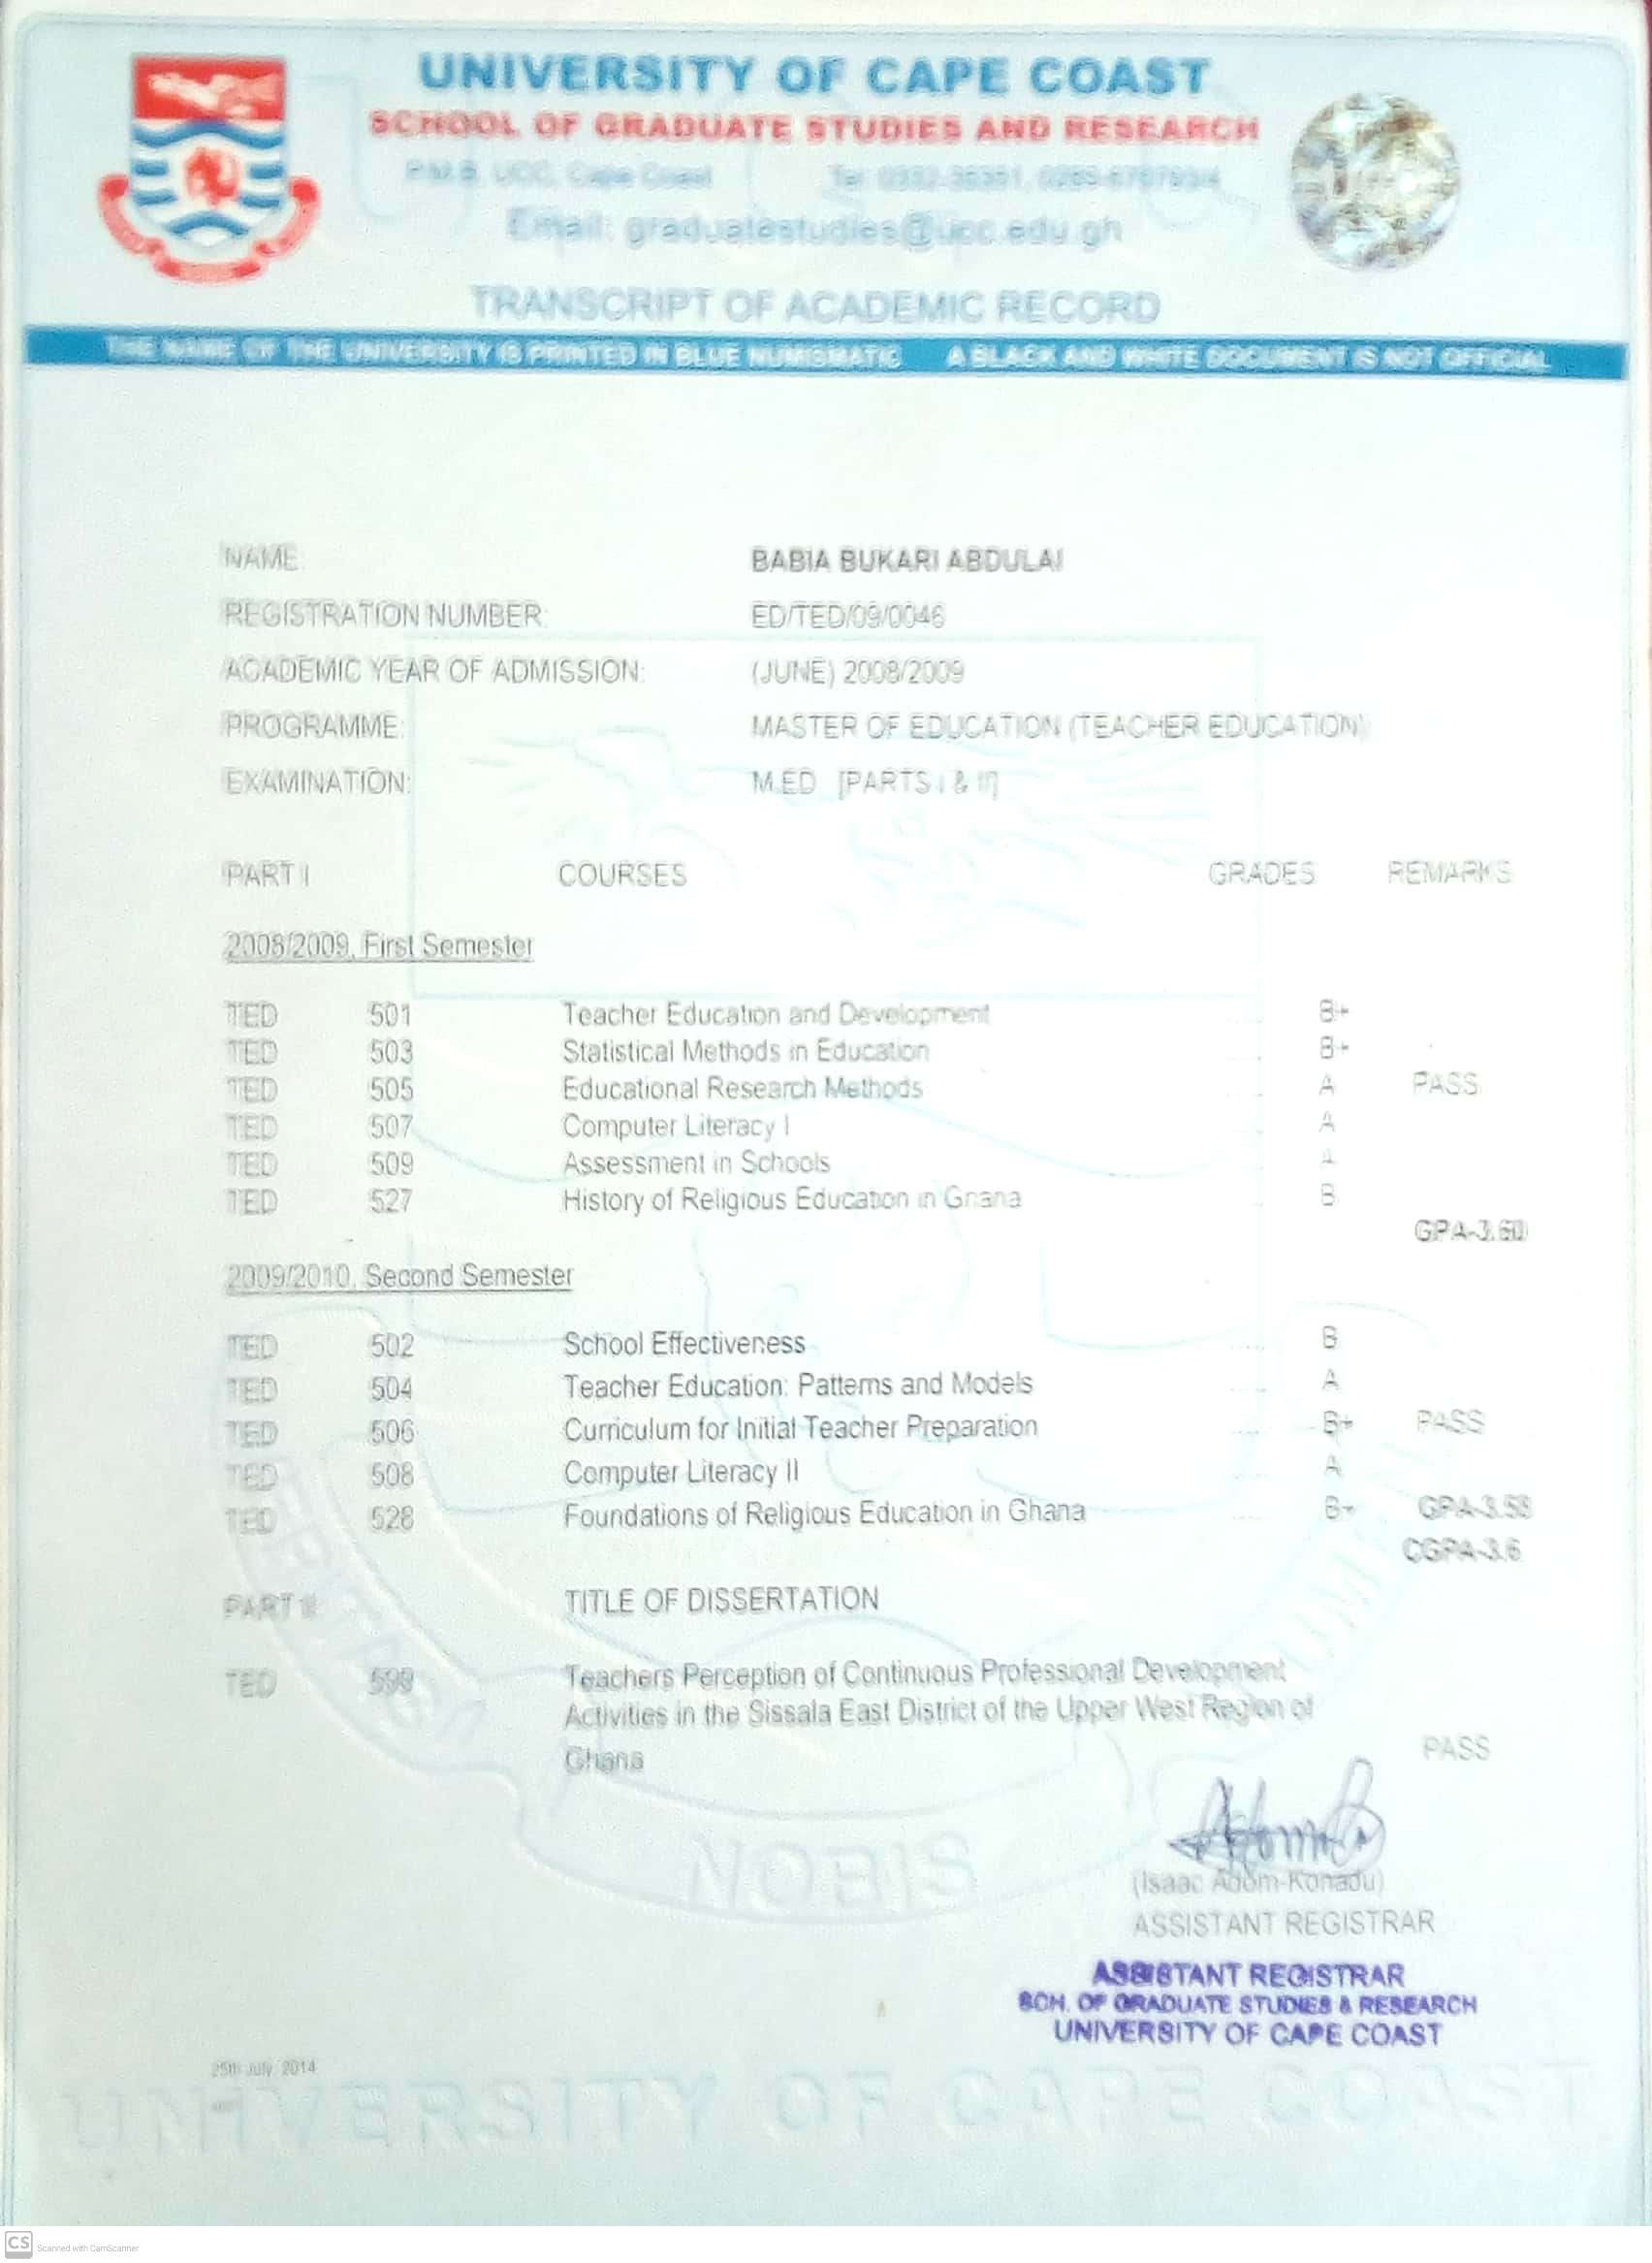 UNIVERSITY OF CAPE COAST
SCHOOL OF GRADUATE STUDIES AND RESEARCH
P.M.B. UCC, Cape Coast Tel:
Email: graduatestudies@ucc.edu.gh
TRANSCRIPT OF ACADEMIC RECORD
THE NAME OF THE UNIVERSITY IS PRINTED IN BLUE NUMISMATIC A BLACK AND WHITE DOCUMENT IS NOT OFFICIAL
NAME BABIA BUKARI ABDULAI
REGISTRATION NUMBER: ED/TED/09/0046
ACADEMIC YEAR OF ADMISSION: (JUNE) 2008/2009
PROGRAMME: MASTER OF EDUCATION (TEACHER EDUCATION)
EXAMINATION: M.ED [PARTS I & II]
PART I COURSES GRADES REMARKS
2008/2009, First Semester
TED 501 Teacher Education and Development B+
TED 503 Statistical Methods in Education B+
TED 505 Educational Research Methods A PASS
TED 507 Computer Literacy I A
TED 509 Assessment in Schools A
TED 527 History of Religious Education in Ghana B
GPA-3.60
2009/2010, Second Semester
TED 502 School Effectiveness B
TED 504 Teacher Education: Patterns and Models A
TED 506 Curriculum for Initial Teacher Preparation B+ PASS
TED 508 Computer Literacy II A
TED 528 Foundations of Religious Education in Ghana B+ GPA-3.58
CGPA-3.6
PART II TITLE OF DISSERTATION
TED 599 Teachers Perception of Continuous Professional Development
Activities in the Sissala East District of the Upper West Region of
Ghana PASS
(Isaac Adom-Konadu)
ASSISTANT REGISTRAR
ASSISTANT REGISTRAR
SCH. OF GRADUATE STUDIES & RESEARCH
UNIVERSITY OF CAPE COAST
25th July, 2014
NOBIS
UNIVERSITY OF CAPE COAST
CS Scanned with CamScanner